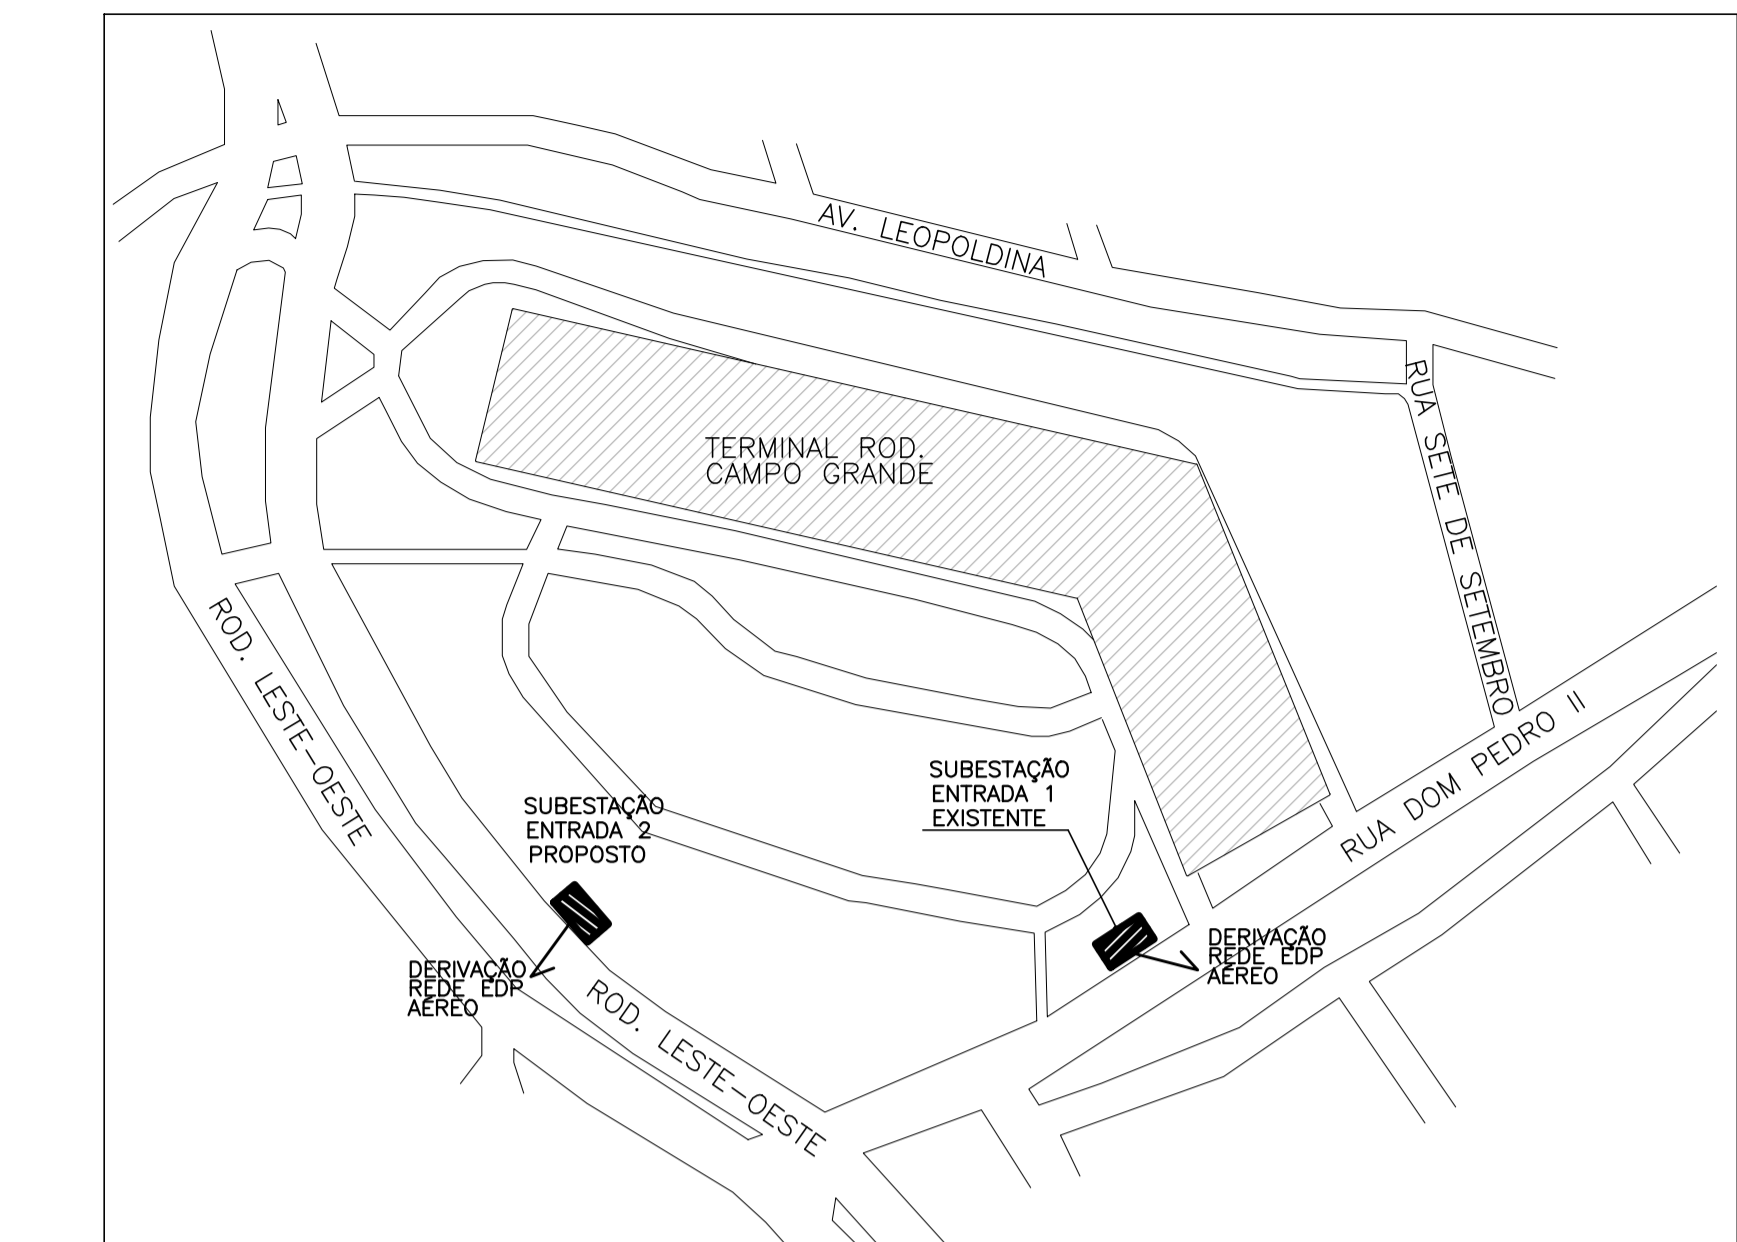 AV. LEOPOLDINA
RUA SETE DE SETEMBRO
TERMINAL ROD.
CAMPO GRANDE
ROD. LESTE-OESTE
RUA DOM PEDRO II
SUBESTAÇÃO
ENTRADA 1
EXISTENTE
SUBESTAÇÃO
ENTRADA 2
PROPOSTO
DERIVAÇÃO
REDE EDP
AÉREO
DERIVAÇÃO
REDE EDP
AÉREO
ROD. LESTE-OESTE